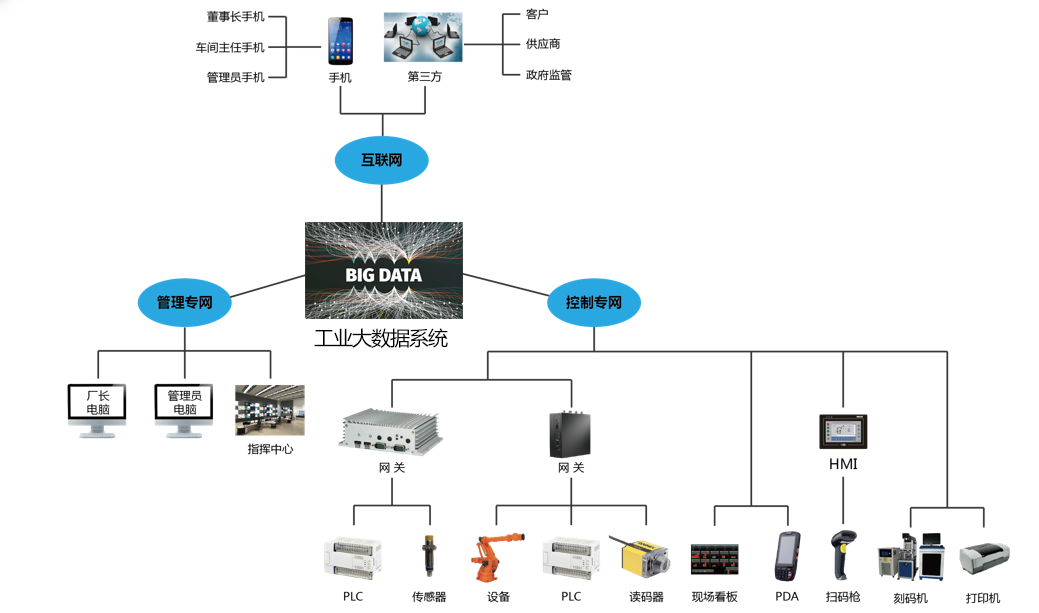 董事长手机
车间主任手机
管理员手机
手机
第三方
客户
供应商
政府监管
互联网
BIG DATA
工业大数据系统
管理专网
控制专网
厂长
电脑
管理员
电脑
指挥中心
网 关
网 关
HMI
PLC
传感器
设备
PLC
读码器
现场看板
PDA
扫码枪
刻码机
打印机